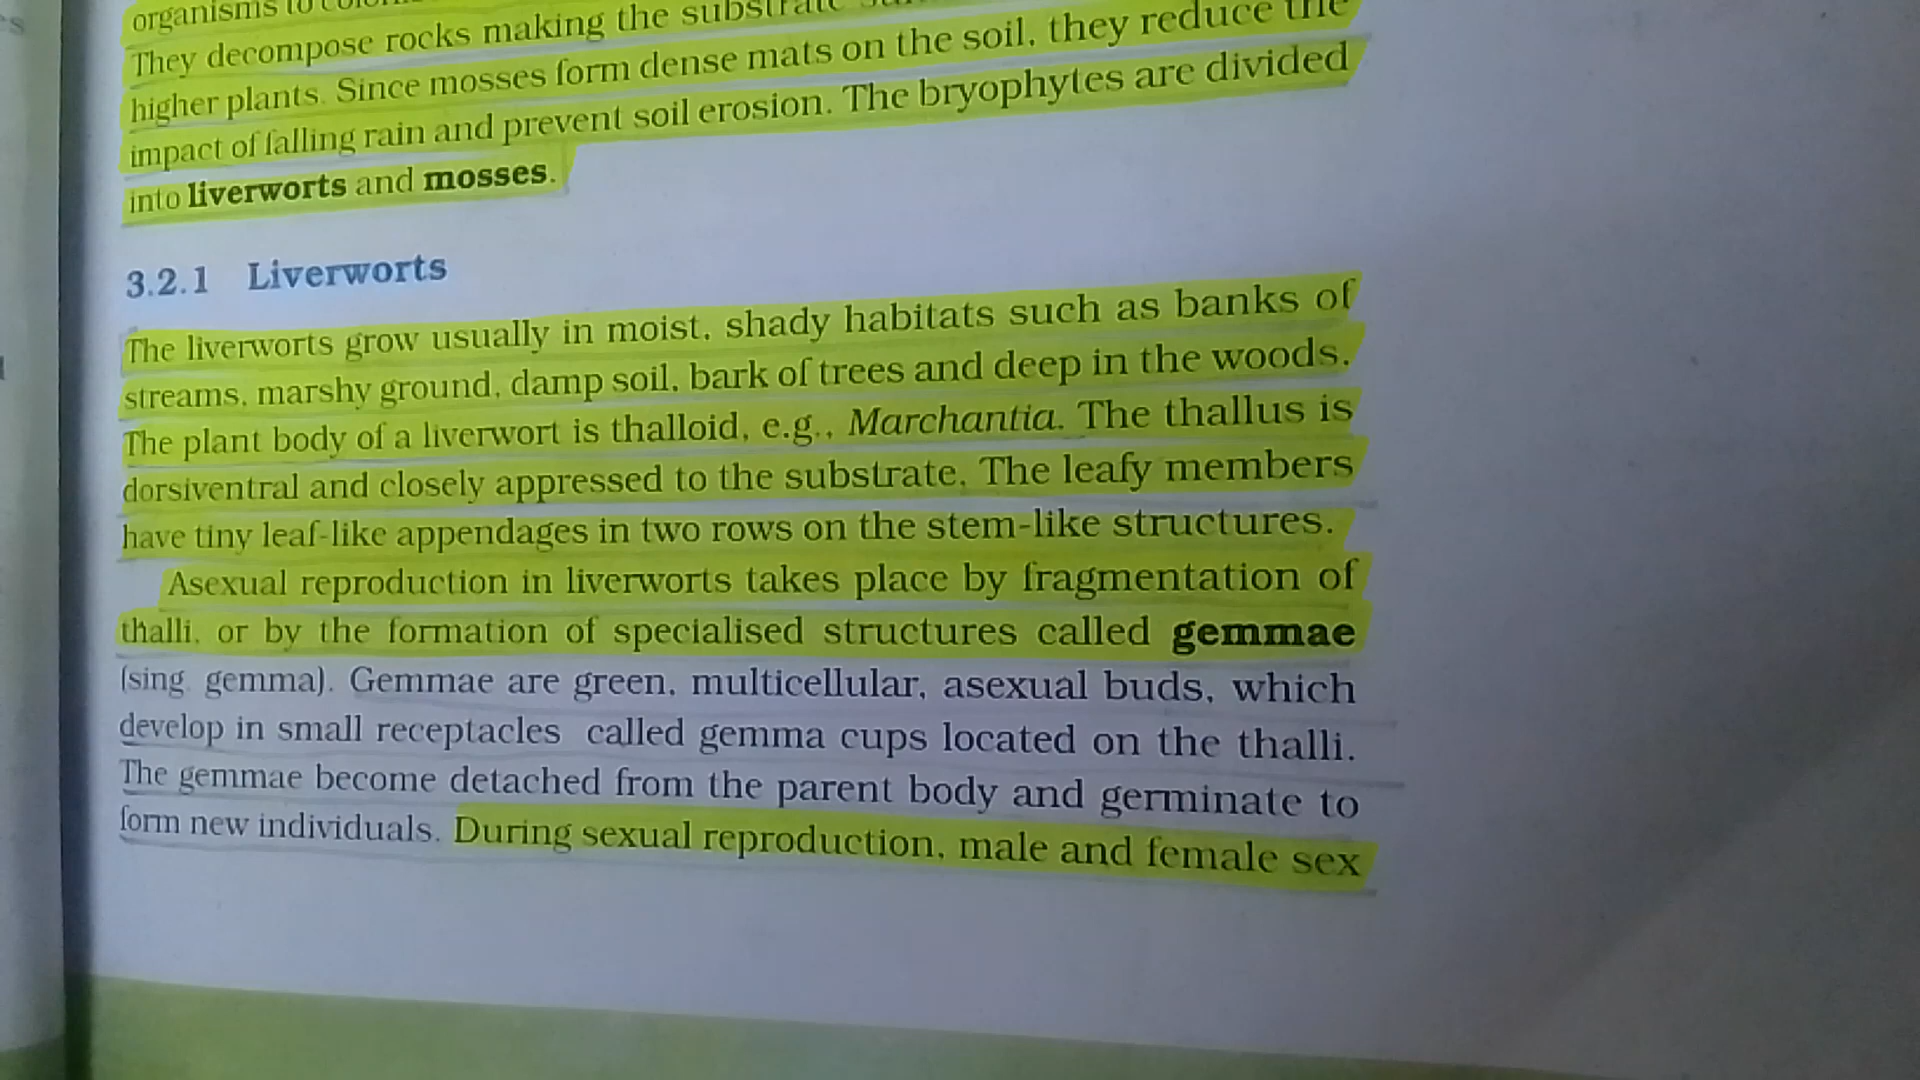 organisms to
They decompose rocks making the substrate
higher plants. Since mosses form dense mats on the soil, they reduce the
impact of falling rain and prevent soil erosion. The bryophytes are divided
into liverworts and mosses.
3.2.1 Liverworts
The liverworts grow usually in moist, shady habitats such as banks of
streams, marshy ground, damp soil, bark of trees and deep in the woods.
The plant body of a liverwort is thalloid, e.g., Marchantia. The thallus is
dorsiventral and closely appressed to the substrate. The leafy members
have tiny leaf-like appendages in two rows on the stem-like structures.
Asexual reproduction in liverworts takes place by fragmentation of
thalli, or by the formation of specialised structures called gemmae
(sing. gemma). Gemmae are green, multicellular, asexual buds, which
develop in small receptacles called gemma cups located on the thalli.
The gemmae become detached from the parent body and germinate to
form new individuals. During sexual reproduction, male and female sex